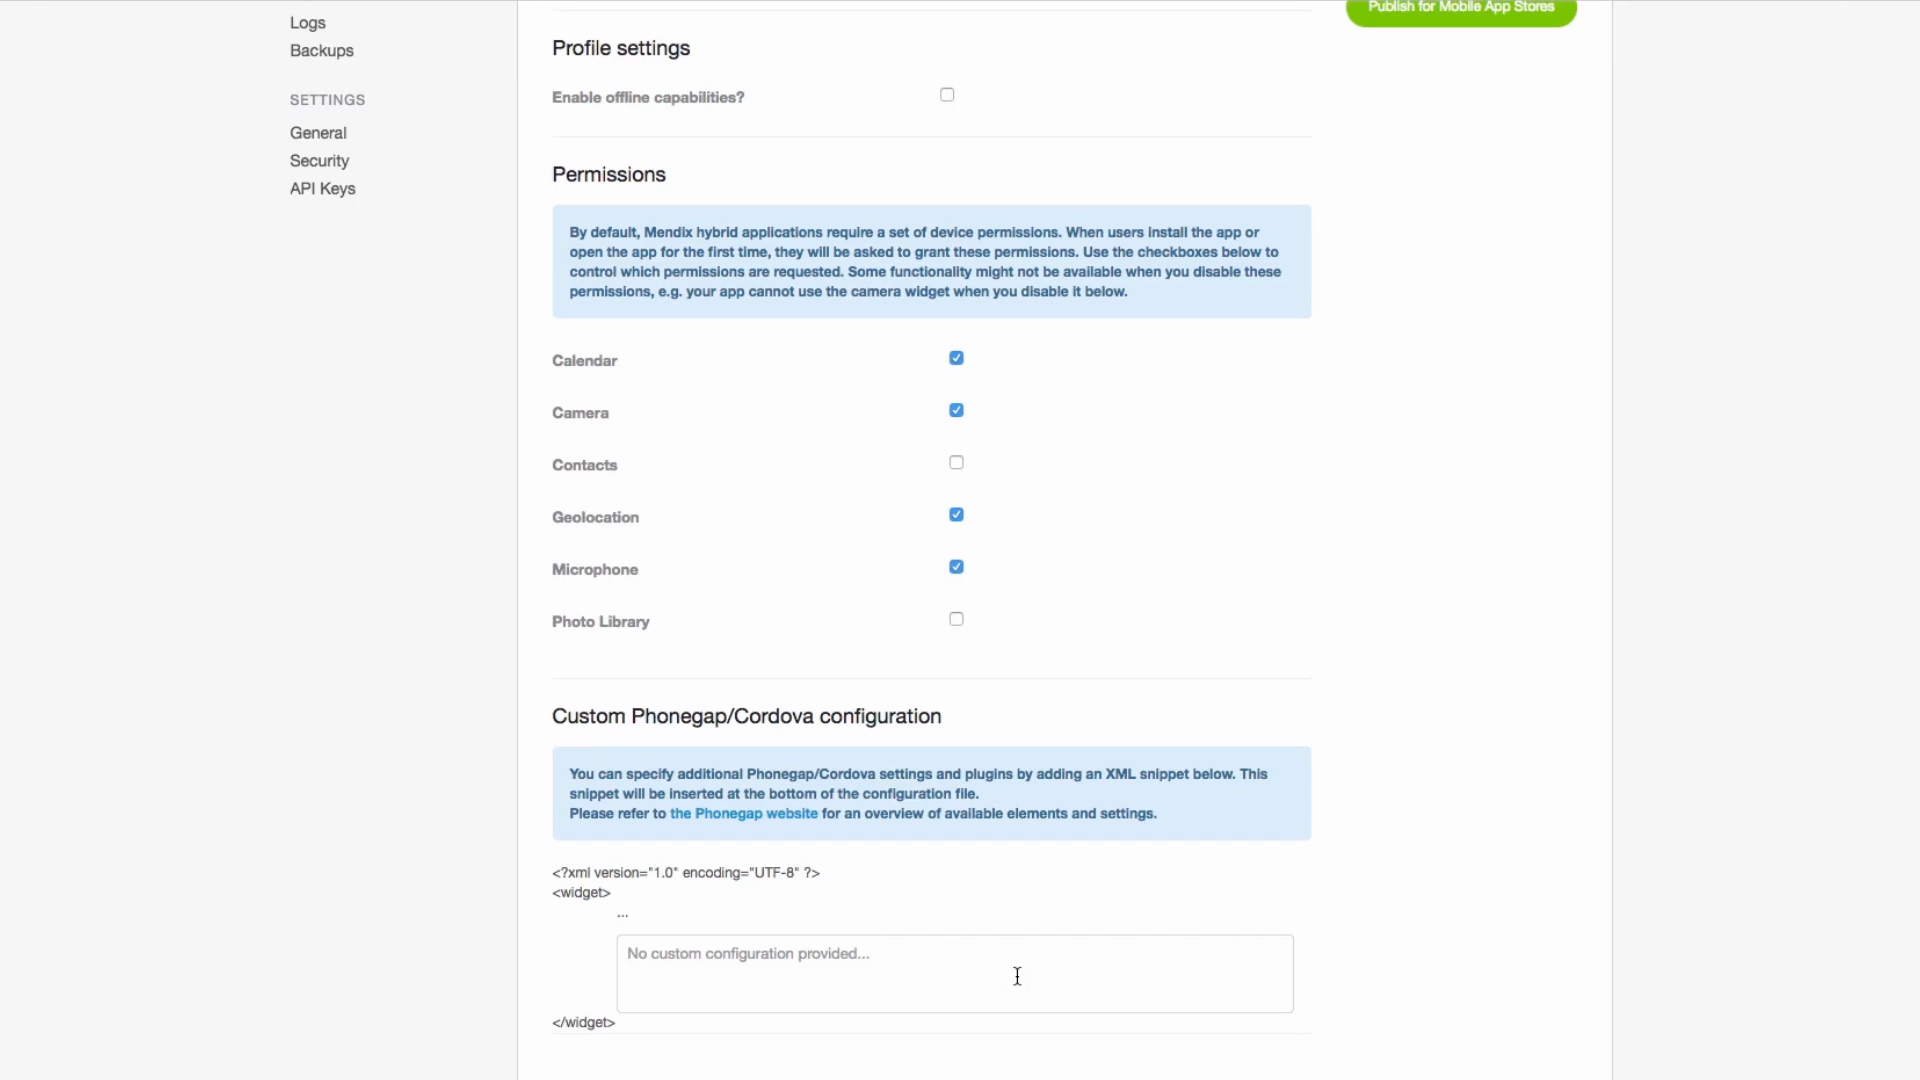 Logs
Backups
SETTINGS
General
Security
API Keys
Publish for Mobile App Stores
Profile settings
Enable offline capabilities?
Permissions
By default, Mendix hybrid applications require a set of device permissions. When users install the app or
open the app for the first time, they will be asked to grant these permissions. Use the checkboxes below to
control which permissions are requested. Some functionality might not be available when you disable these
permissions, e.g. your app cannot use the camera widget when you disable it below.
Calendar
Camera
Contacts
Geolocation
Microphone
Photo Library
Custom Phonegap/Cordova configuration
You can specify additional Phonegap/Cordova settings and plugins by adding an XML snippet below. This
snippet will be inserted at the bottom of the configuration file.
Please refer to the Phonegap website for an overview of available elements and settings.
<?xml version="1.0" encoding="UTF-8" ?>
<widget>
...
No custom configuration provided...
</widget>